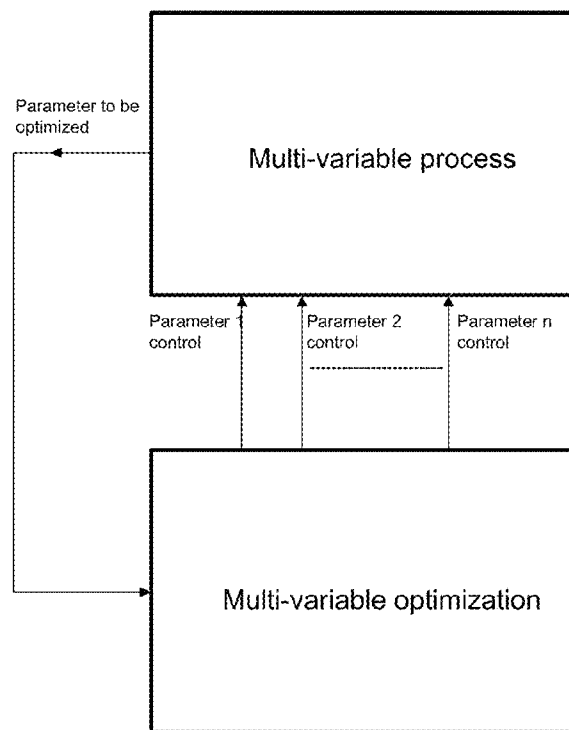 Parameter to be
optimized
Multi-variable process
Parameter 1
control
Parameter 2
control
Parameter n
control
Multi-variable optimization